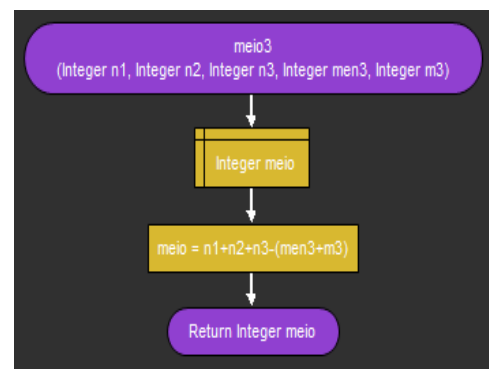 meio3
(Integer n1, Integer n2, Integer n3, Integer men3, Integer m3)
Integer meio
meio = n1+n2+n3-(men3+m3)
Return Integer meio